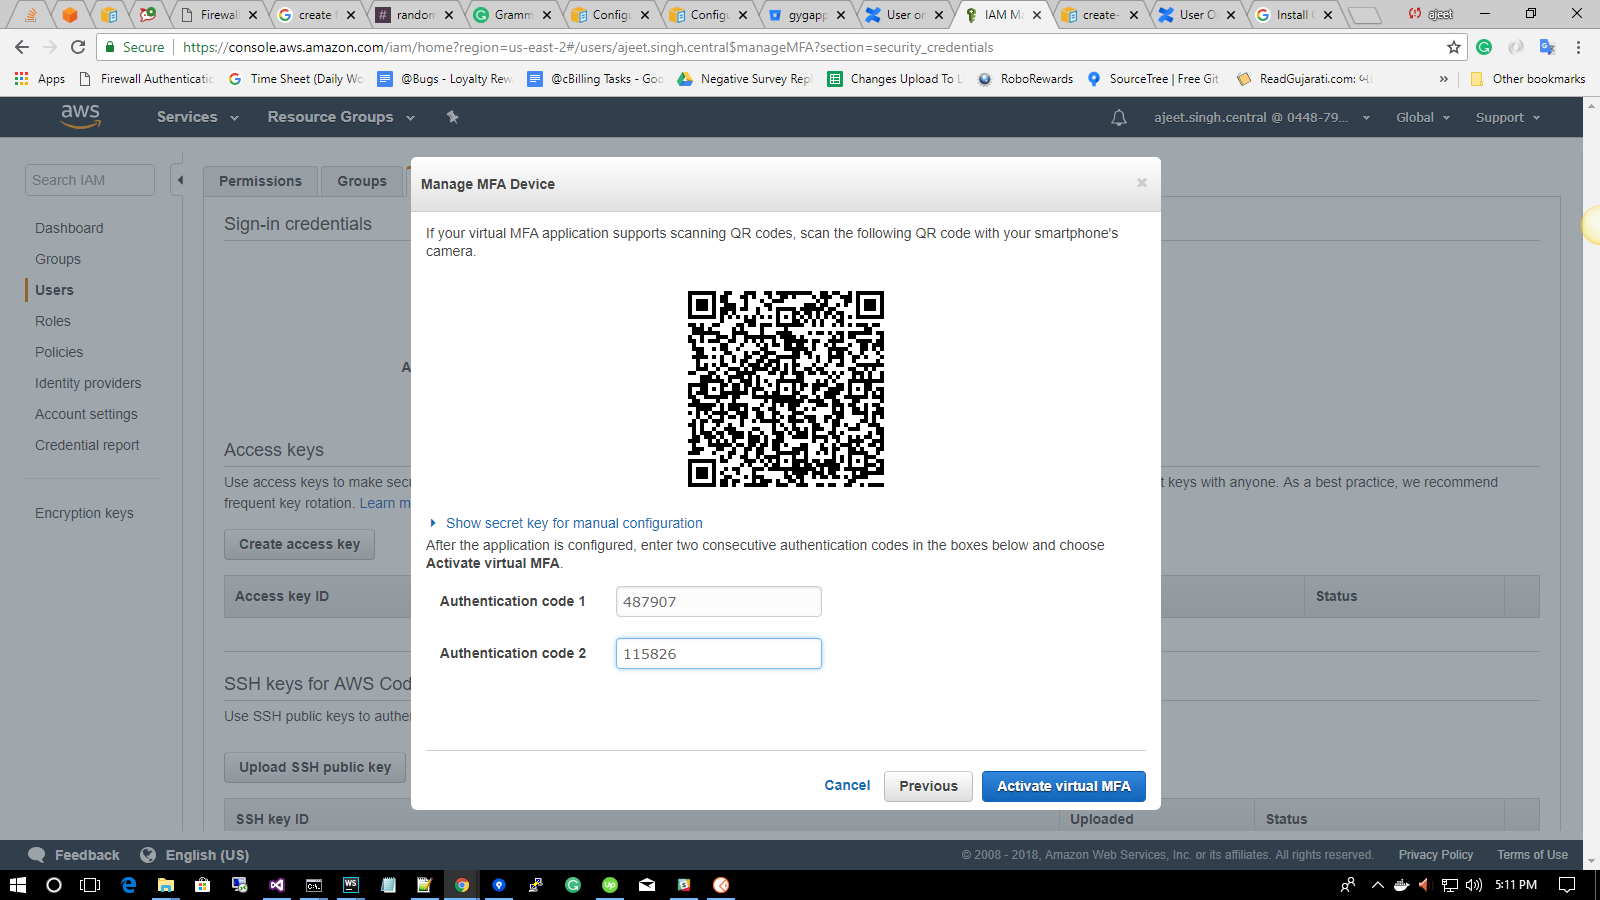 Firewall
create
random
Gramm
Configu
Configu
gygapp
User on
IAM Ma
create-
User O
Install
ajeet
Secure
https://console.aws.amazon.com/iam/home?region=us-east-2#/users/ajeet.singh.central$manageMFA?section=security_credentials
Apps
Firewall Authenticatic
Time Sheet (Daily Wo
@Bugs - Loyalty Rew
@cBilling Tasks - Goo
Negative Survey Repl
Changes Upload To L
RoboRewards
SourceTree | Free Git
ReadGujarati.com:
»
Other bookmarks
aws
Services
Resource Groups
ajeet.singh.central @ 0448-79...
Global
Support
Search IAM
Dashboard
Groups
Users
Roles
Policies
Identity providers
Account settings
Credential report
Encryption keys
Permissions
Groups
Sign-in credentials
A
Access keys
Use access keys to make secu
t keys with anyone. As a best practice, we recommend
frequent key rotation. Learn m
Create access key
Access key ID
Status
SSH keys for AWS Cod
Use SSH public keys to authe
Upload SSH public key
SSH key ID
Uploaded
Status
Manage MFA Device
If your virtual MFA application supports scanning QR codes, scan the following QR code with your smartphone's
camera.
Show secret key for manual configuration
After the application is configured, enter two consecutive authentication codes in the boxes below and choose
Activate virtual MFA.
Authentication code 1
487907
Authentication code 2
115826
Cancel
Previous
Activate virtual MFA
Feedback
English (US)
© 2008 - 2018, Amazon Web Services, Inc. or its affiliates. All rights reserved.
Privacy Policy
Terms of Use
WS
Up
5:11 PM